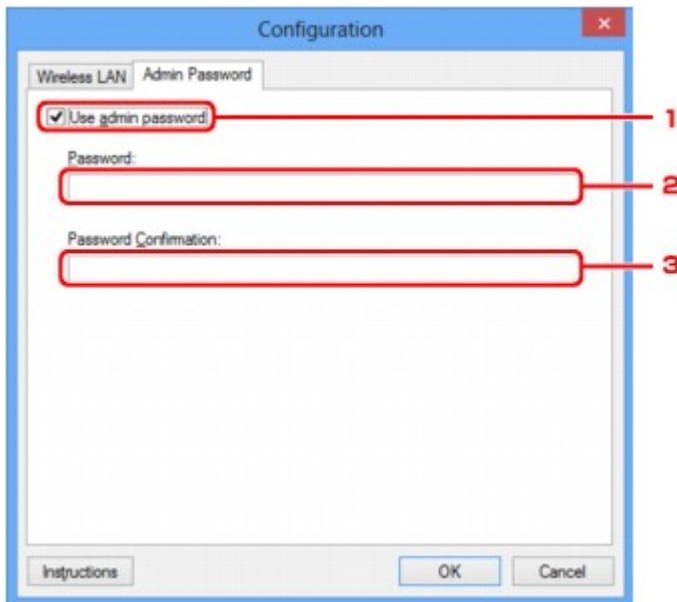 Configuration
Wireless LAN Admin Password
Use admin password 1
Password:
2
Password Confirmation:
3
Instructions OK Cancel